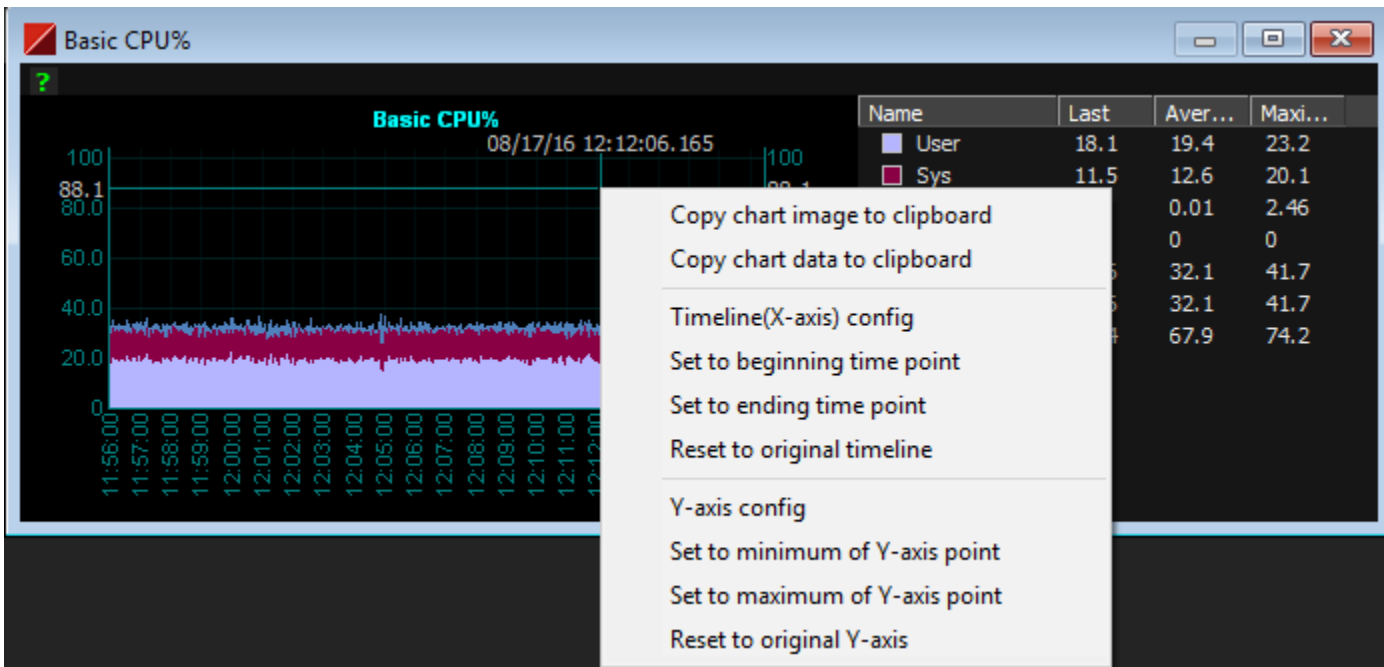 Basic CPU%
?
Basic CPU%
08/17/16 12:12:06.165
100
88.1
80.0
60.0
40.0
20.0
0
100
11:56:00
11:57:00
11:58:00
11:59:00
12:00:00
12:01:00
12:02:00
12:03:00
12:04:00
12:05:00
12:06:00
12:07:00
12:08:00
12:09:00
12:10:00
12:11:00
Name Last Aver... Maxi...
User 18.1 19.4 23.2
Sys 11.5 12.6 20.1
0.01 2.46
0 0
32.1 41.7
32.1 41.7
67.9 74.2
Copy chart image to clipboard
Copy chart data to clipboard
Timeline(X-axis) config
Set to beginning time point
Set to ending time point
Reset to original timeline
Y-axis config
Set to minimum of Y-axis point
Set to maximum of Y-axis point
Reset to original Y-axis